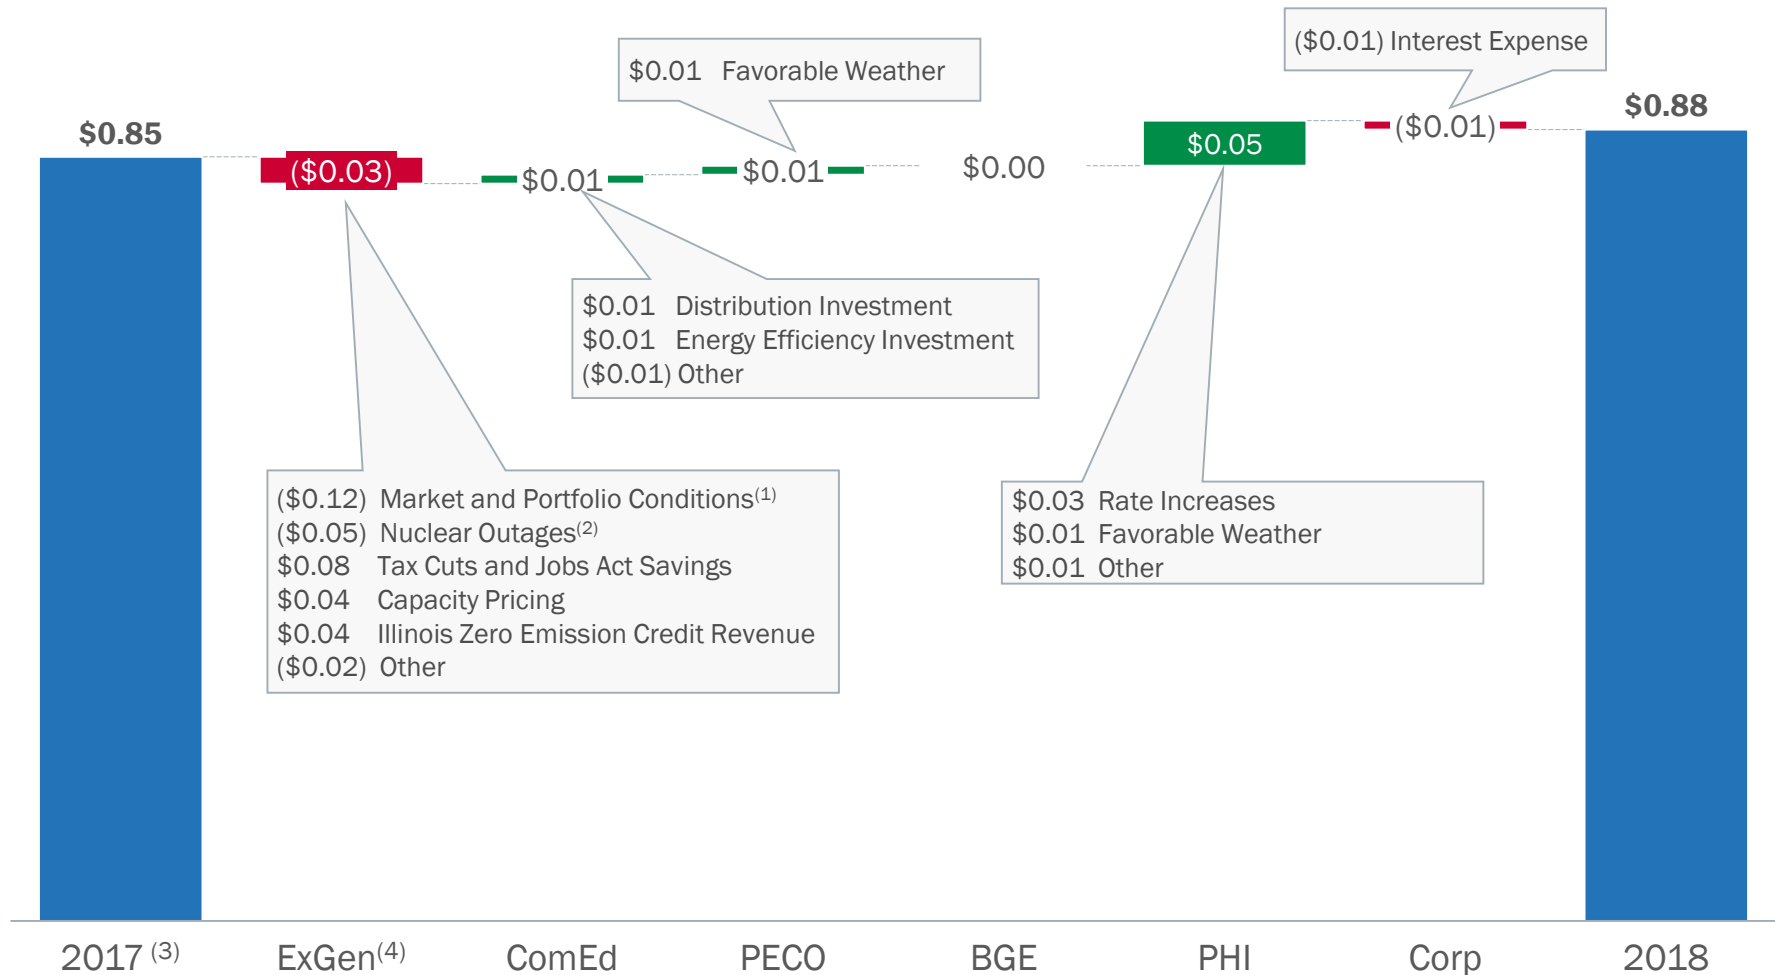 ($0.01) Interest Expense
$0.01 Favorable Weather
$0.85
($0.03)
$0.01
$0.01
$0.00
$0.05
($0.01)
$0.88
$0.01 Distribution Investment
$0.01 Energy Efficiency Investment
($0.01) Other
($0.12) Market and Portfolio Conditions(1)
($0.05) Nuclear Outages(2)
$0.08 Tax Cuts and Jobs Act Savings
$0.04 Capacity Pricing
$0.04 Illinois Zero Emission Credit Revenue
($0.02) Other
$0.03 Rate Increases
$0.01 Favorable Weather
$0.01 Other
2017 (3)
ExGen(4)
ComEd
PECO
BGE
PHI
Corp
2018